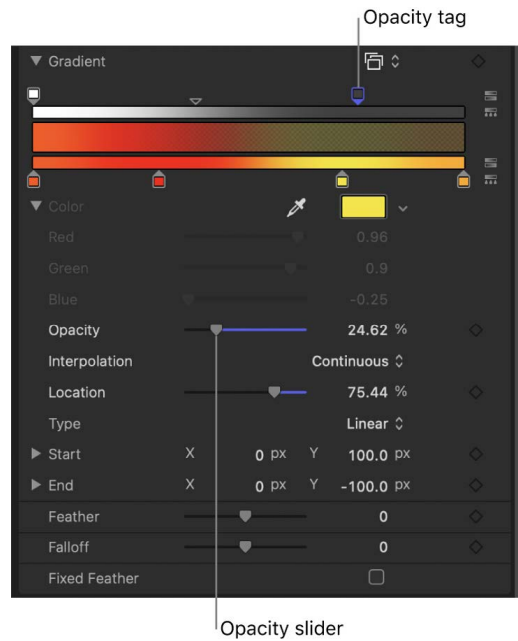 Opacity tag
Gradient
Color
Red 0.96
Green 0.9
Blue -0.25
Opacity 24.62 %
Interpolation Continuous
Location 75.44 %
Type Linear
Start X 0 px Y 100.0 px
End X 0 px Y -100.0 px
Feather 0
Falloff 0
Fixed Feather
Opacity slider